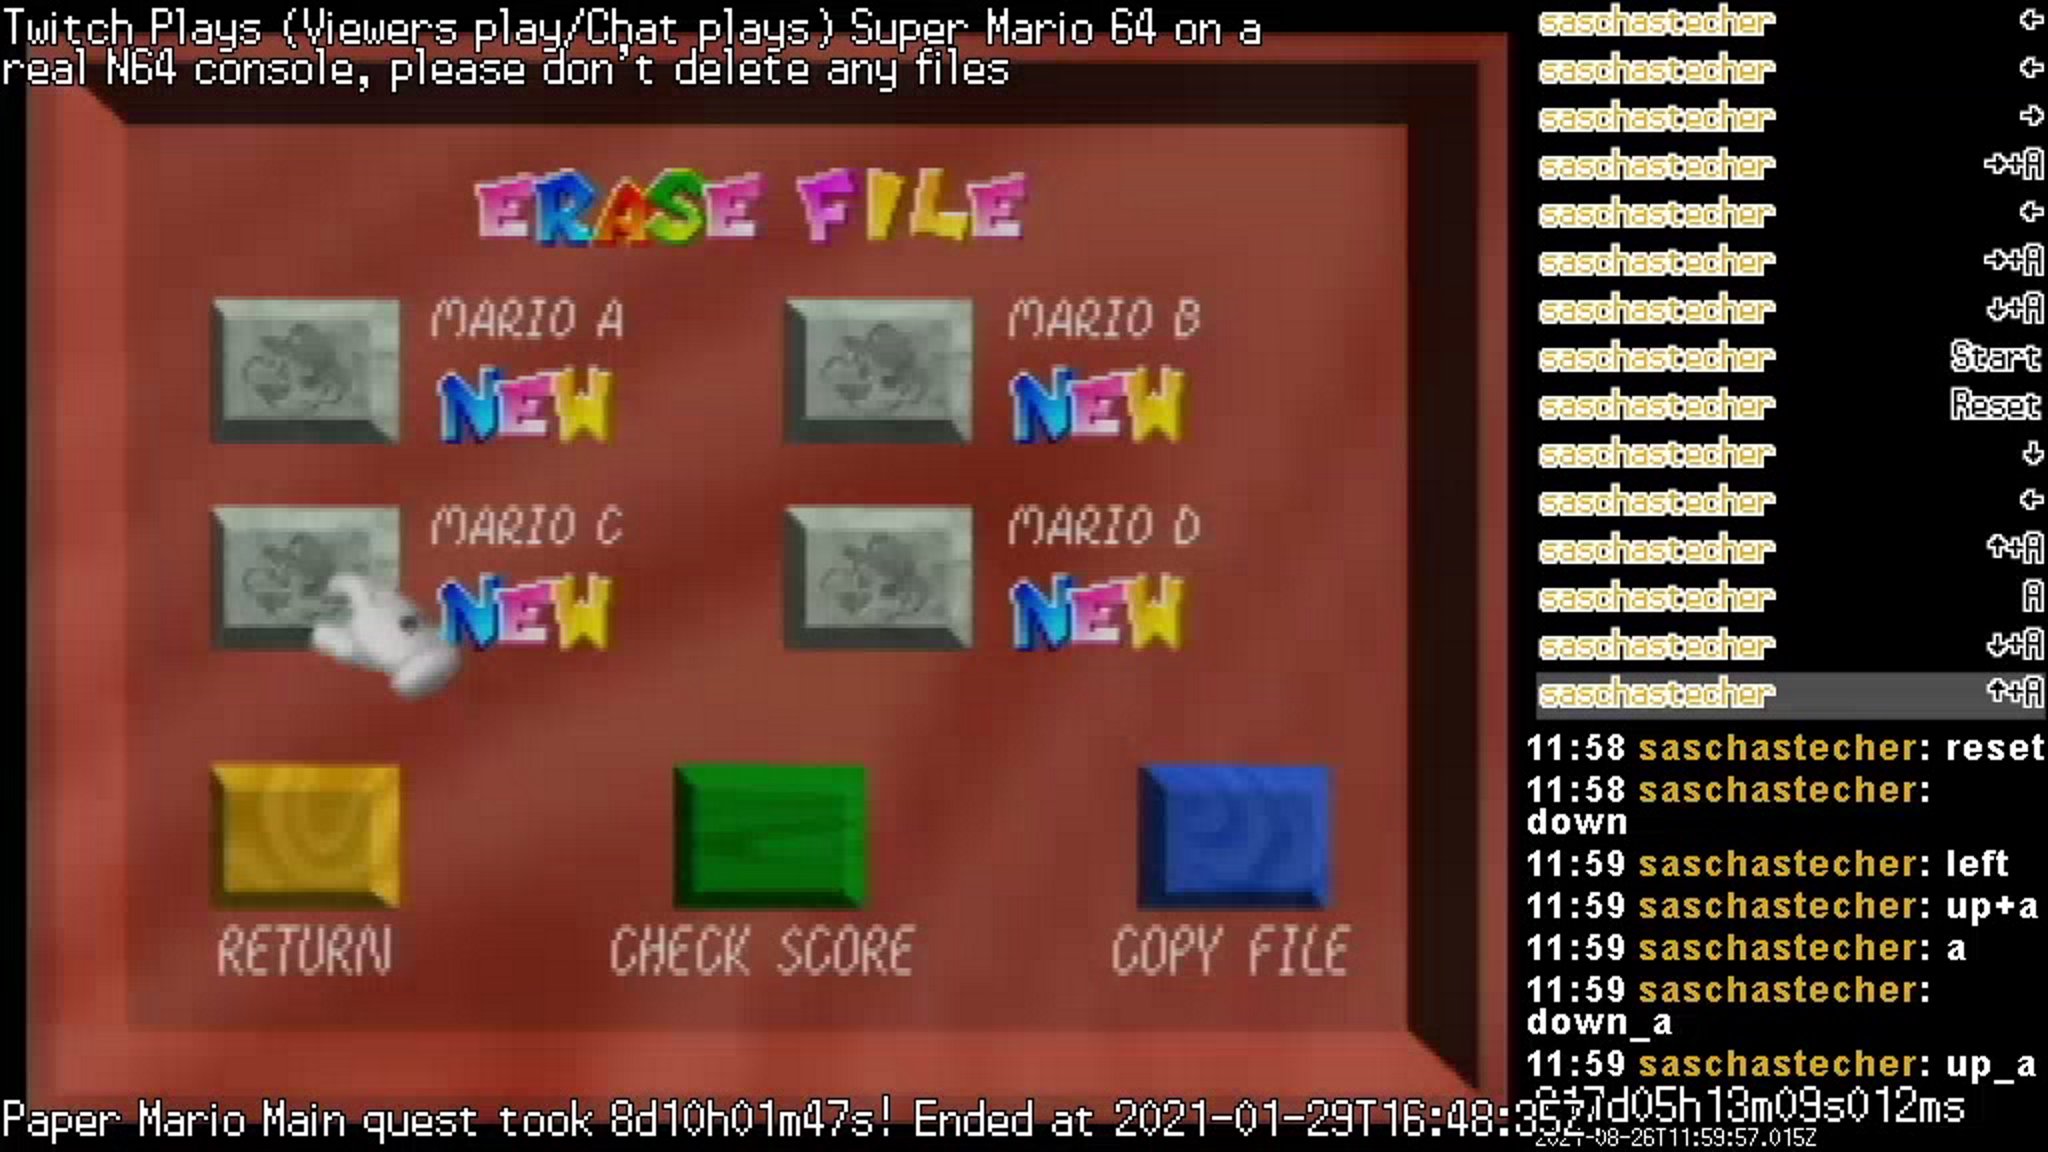 Twitch Plays (Viewers play/Chat plays) Super Mario 64 on a
real N64 console, please don't delete any files
ERASE FILE
MARIO A
NEW
MARIO B
NEW
MARIO C
NEW
MARIO D
NEW
RETURN
CHECK SCORE
COPY FILE
Paper Mario Main quest took 8d10h01m47s! Ended at 2021-01-29T16:48:35Z
saschastecher ←
saschastecher ←
saschastecher →
saschastecher →+A
saschastecher ←
saschastecher →+A
saschastecher ↓+A
saschastecher Start
saschastecher Reset
saschastecher ↓
saschastecher ←
saschastecher ↑+A
saschastecher A
saschastecher ↓+A
saschastecher ↑+A
11:58 saschastecher: reset
11:58 saschastecher:
down
11:59 saschastecher: left
11:59 saschastecher: up+a
11:59 saschastecher: a
11:59 saschastecher:
down_a
11:59 saschastecher: up_a